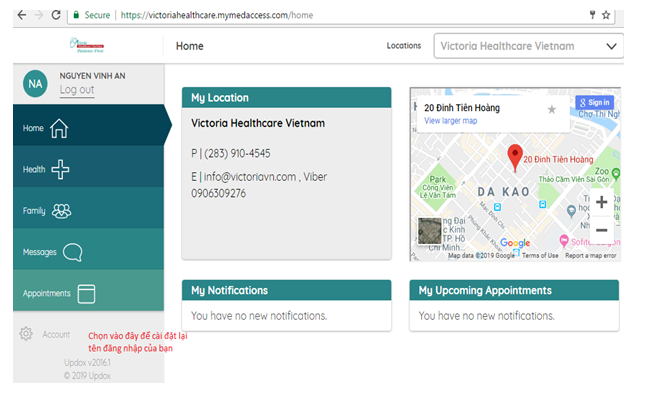 Secure | https://victoriahealthcare.mymedaccess.com/home
Home
Locations
Victoria Healthcare Vietnam
NA
NGUYEN VINH AN
Log out
Home
Health
Family
Messages
Appointments
Account
Chọn vào đây để cài đặt lại
tên đăng nhập của bạn
Updox v2016.1
© 2019 Updox
My Location
Victoria Healthcare Vietnam
P | (283) 910-4545
E | info@victoriavn.com , Viber
0906309276
20 Đinh Tiên Hoàng
View larger map
Sign in
20 Đinh Tiên Hoàng
Zoo
Thảo Cầm Viên Sài Gòn
Park
Công Viên
Lê Văn Tám
DA KAO
Mạc Đĩnh Chi
Google
Map data ©2019 Google
Terms of Use
Report a map error
My Notifications
You have no new notifications.
My Upcoming Appointments
You have no new notifications.